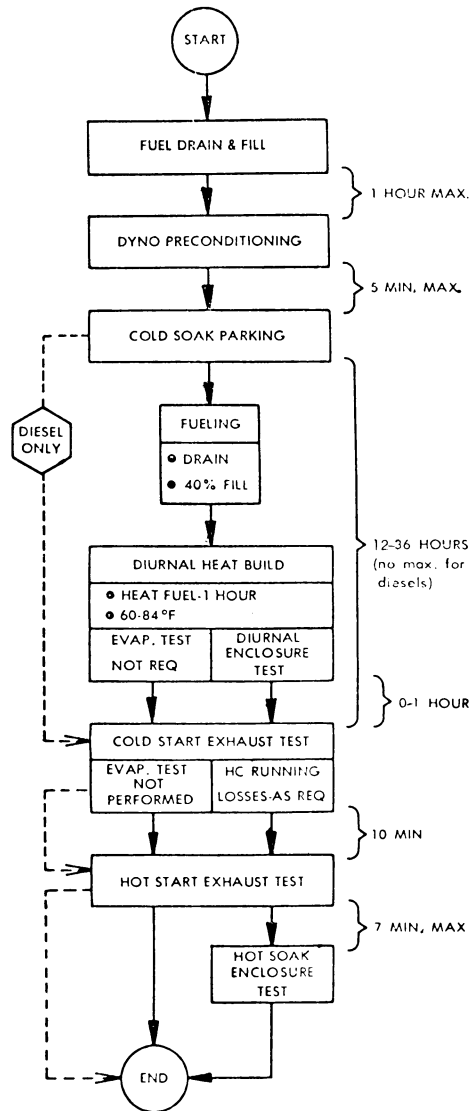 START
FUEL DRAIN & FILL
1 HOUR MAX.
DYNO PRECONDITIONING
5 MIN. MAX.
COLD SOAK PARKING
DIESEL
ONLY
FUELING
DRAIN
40% FILL
12-36 HOURS
(no max. for
diesels)
DIURNAL HEAT BUILD
HEAT FUEL-1 HOUR
60-84°F
EVAP. TEST
NOT REQ
DIURNAL
ENCLOSURE
TEST
0-1 HOUR
COLD START EXHAUST TEST
EVAP. TEST
NOT
PERFORMED
HC RUNNING
LOSSES-AS REQ
10 MIN
HOT START EXHAUST TEST
7 MIN. MAX
HOT SOAK
ENCLOSURE
TEST
END